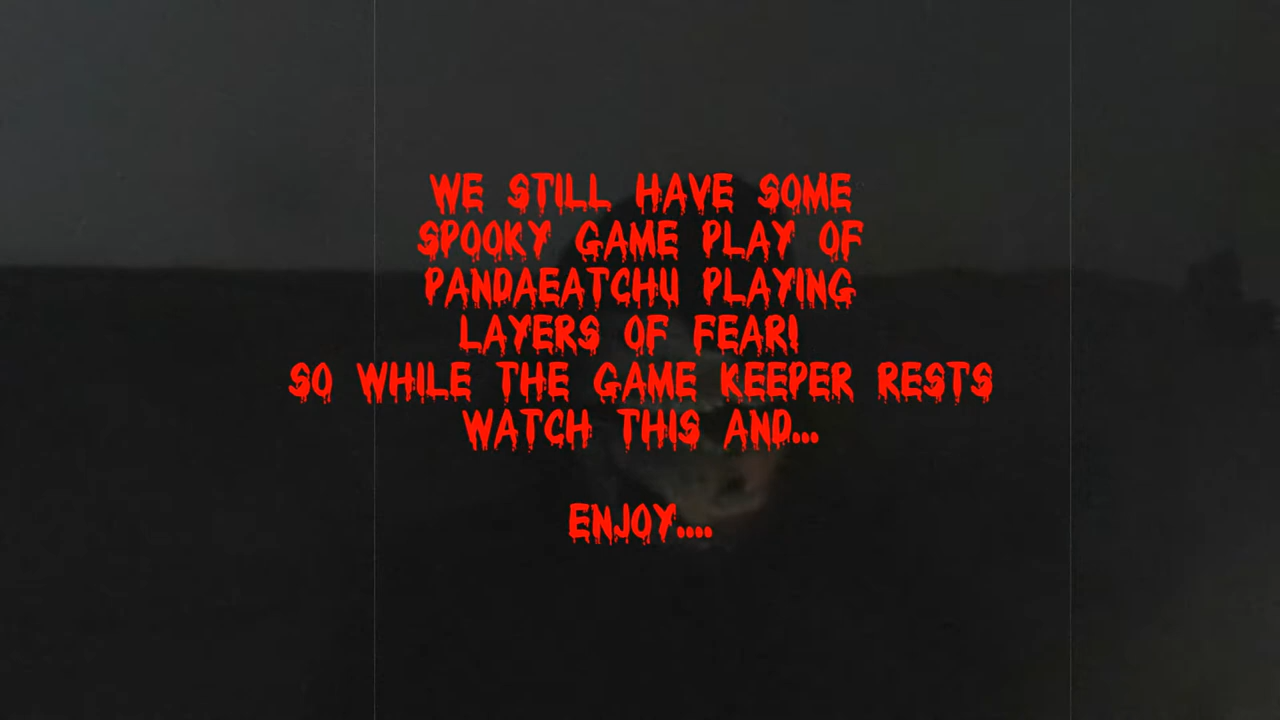 WE STILL HAVE SOME
SPOOKY GAME PLAY OF
PANDAEATCHU PLAYING
LAYERS OF FEAR!
SO WHILE THE GAME KEEPER RESTS
WATCH THIS AND...
ENJOY....